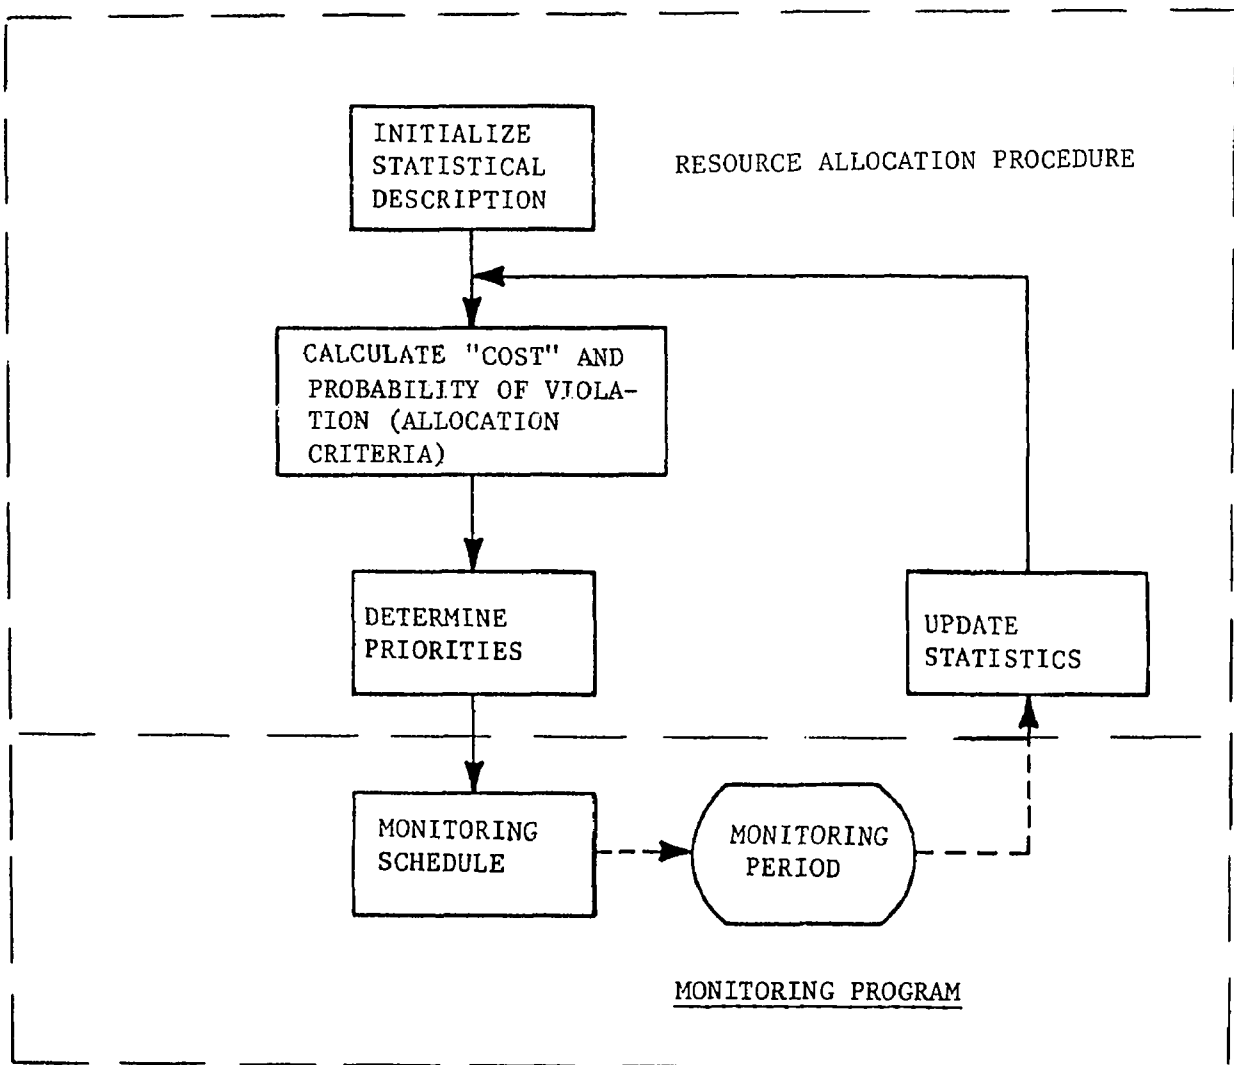 INITIALIZE
STATISTICAL
DESCRIPTION
RESOURCE ALLOCATION PROCEDURE
CALCULATE "COST" AND
PROBABILITY OF VIOLA-
TION (ALLOCATION
CRITERIA)
DETERMINE
PRIORITIES
UPDATE
STATISTICS
MONITORING
SCHEDULE
MONITORING
PERIOD
MONITORING PROGRAM